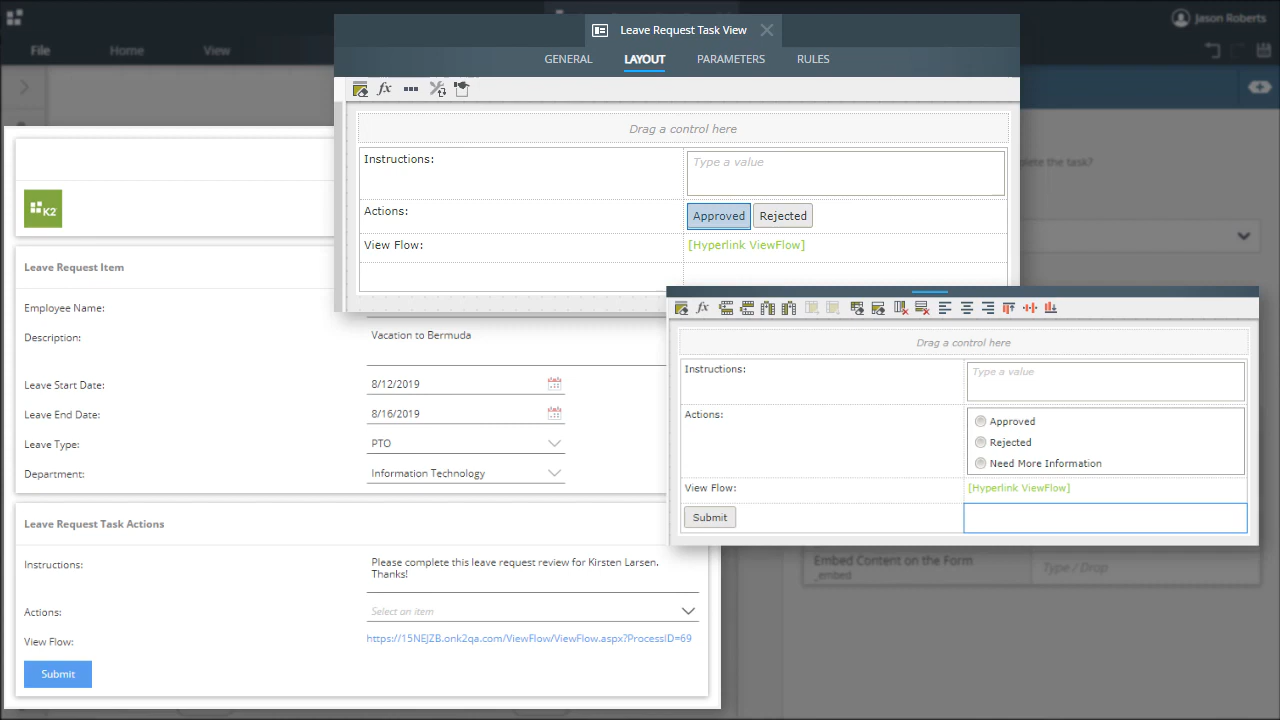 Jason Roberts
File
Home
View
Leave Request Task View
GENERAL
LAYOUT
PARAMETERS
RULES
fx
Drag a control here
Instructions:
Type a value
Actions:
Approved
Rejected
View Flow:
[Hyperlink ViewFlow]
plete the task?
K2
Leave Request Item
Employee Name:
Description:
Vacation to Bermuda
Leave Start Date:
8/12/2019
Leave End Date:
8/16/2019
Leave Type:
PTO
Department:
Information Technology
Leave Request Task Actions
Instructions:
Please complete this leave request review for Kirsten Larsen.
Thanks!
Actions:
Select an item
View Flow:
https://15NEJZB.onk2qa.com/ViewFlow/ViewFlow.aspx?ProcessID=69
Submit
fx
Drag a control here
Instructions:
Type a value
Actions:
Approved
Rejected
Need More Information
View Flow:
[Hyperlink ViewFlow]
Submit
Embed Content on the Form
_embed
Type / Drop